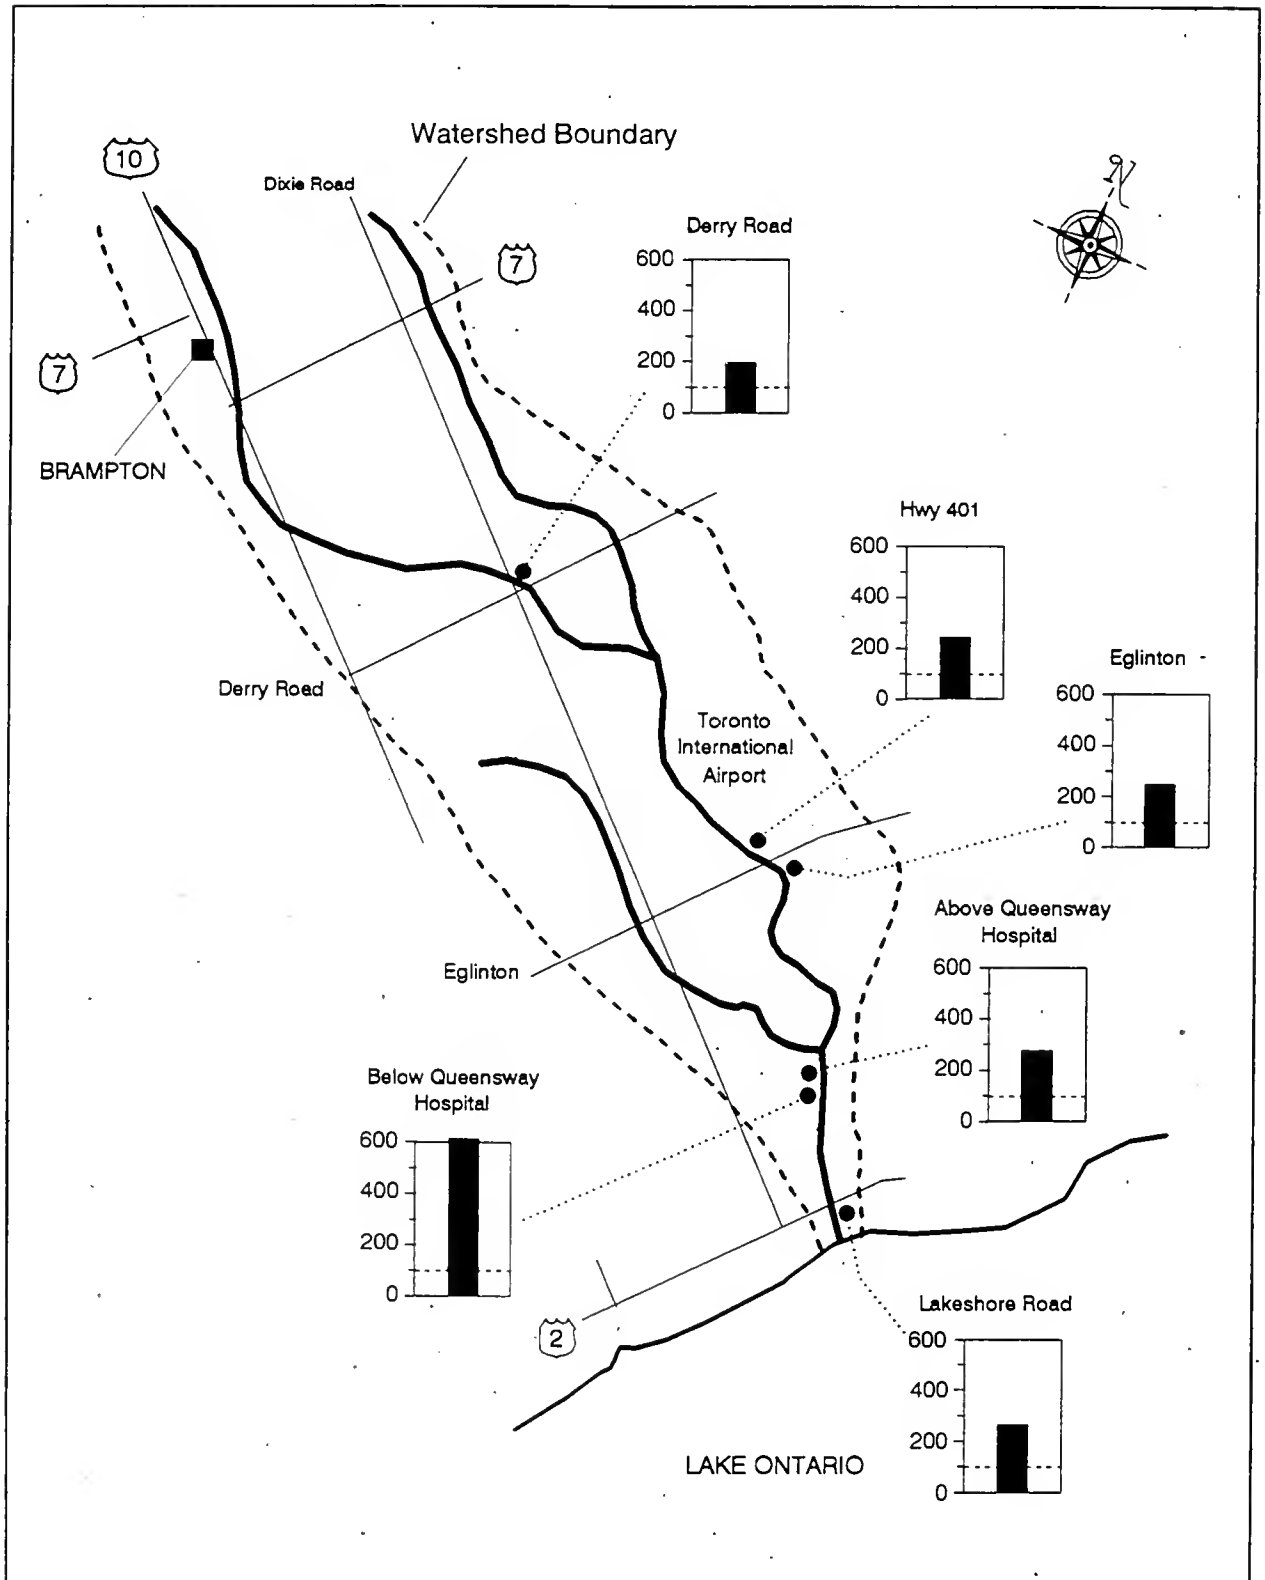 Watershed Boundary
10
Dixie Road
N
7
Derry Road
600
400
200
0
7
BRAMPTON
Hwy 401
600
400
200
0
Derry Road
Eglinton
600
400
200
0
Toronto
International
Airport
Above Queensway
Hospital
600
400
200
0
Eglinton
Below Queensway
Hospital
600
400
200
0
2
Lakeshore Road
600
400
200
0
LAKE ONTARIO